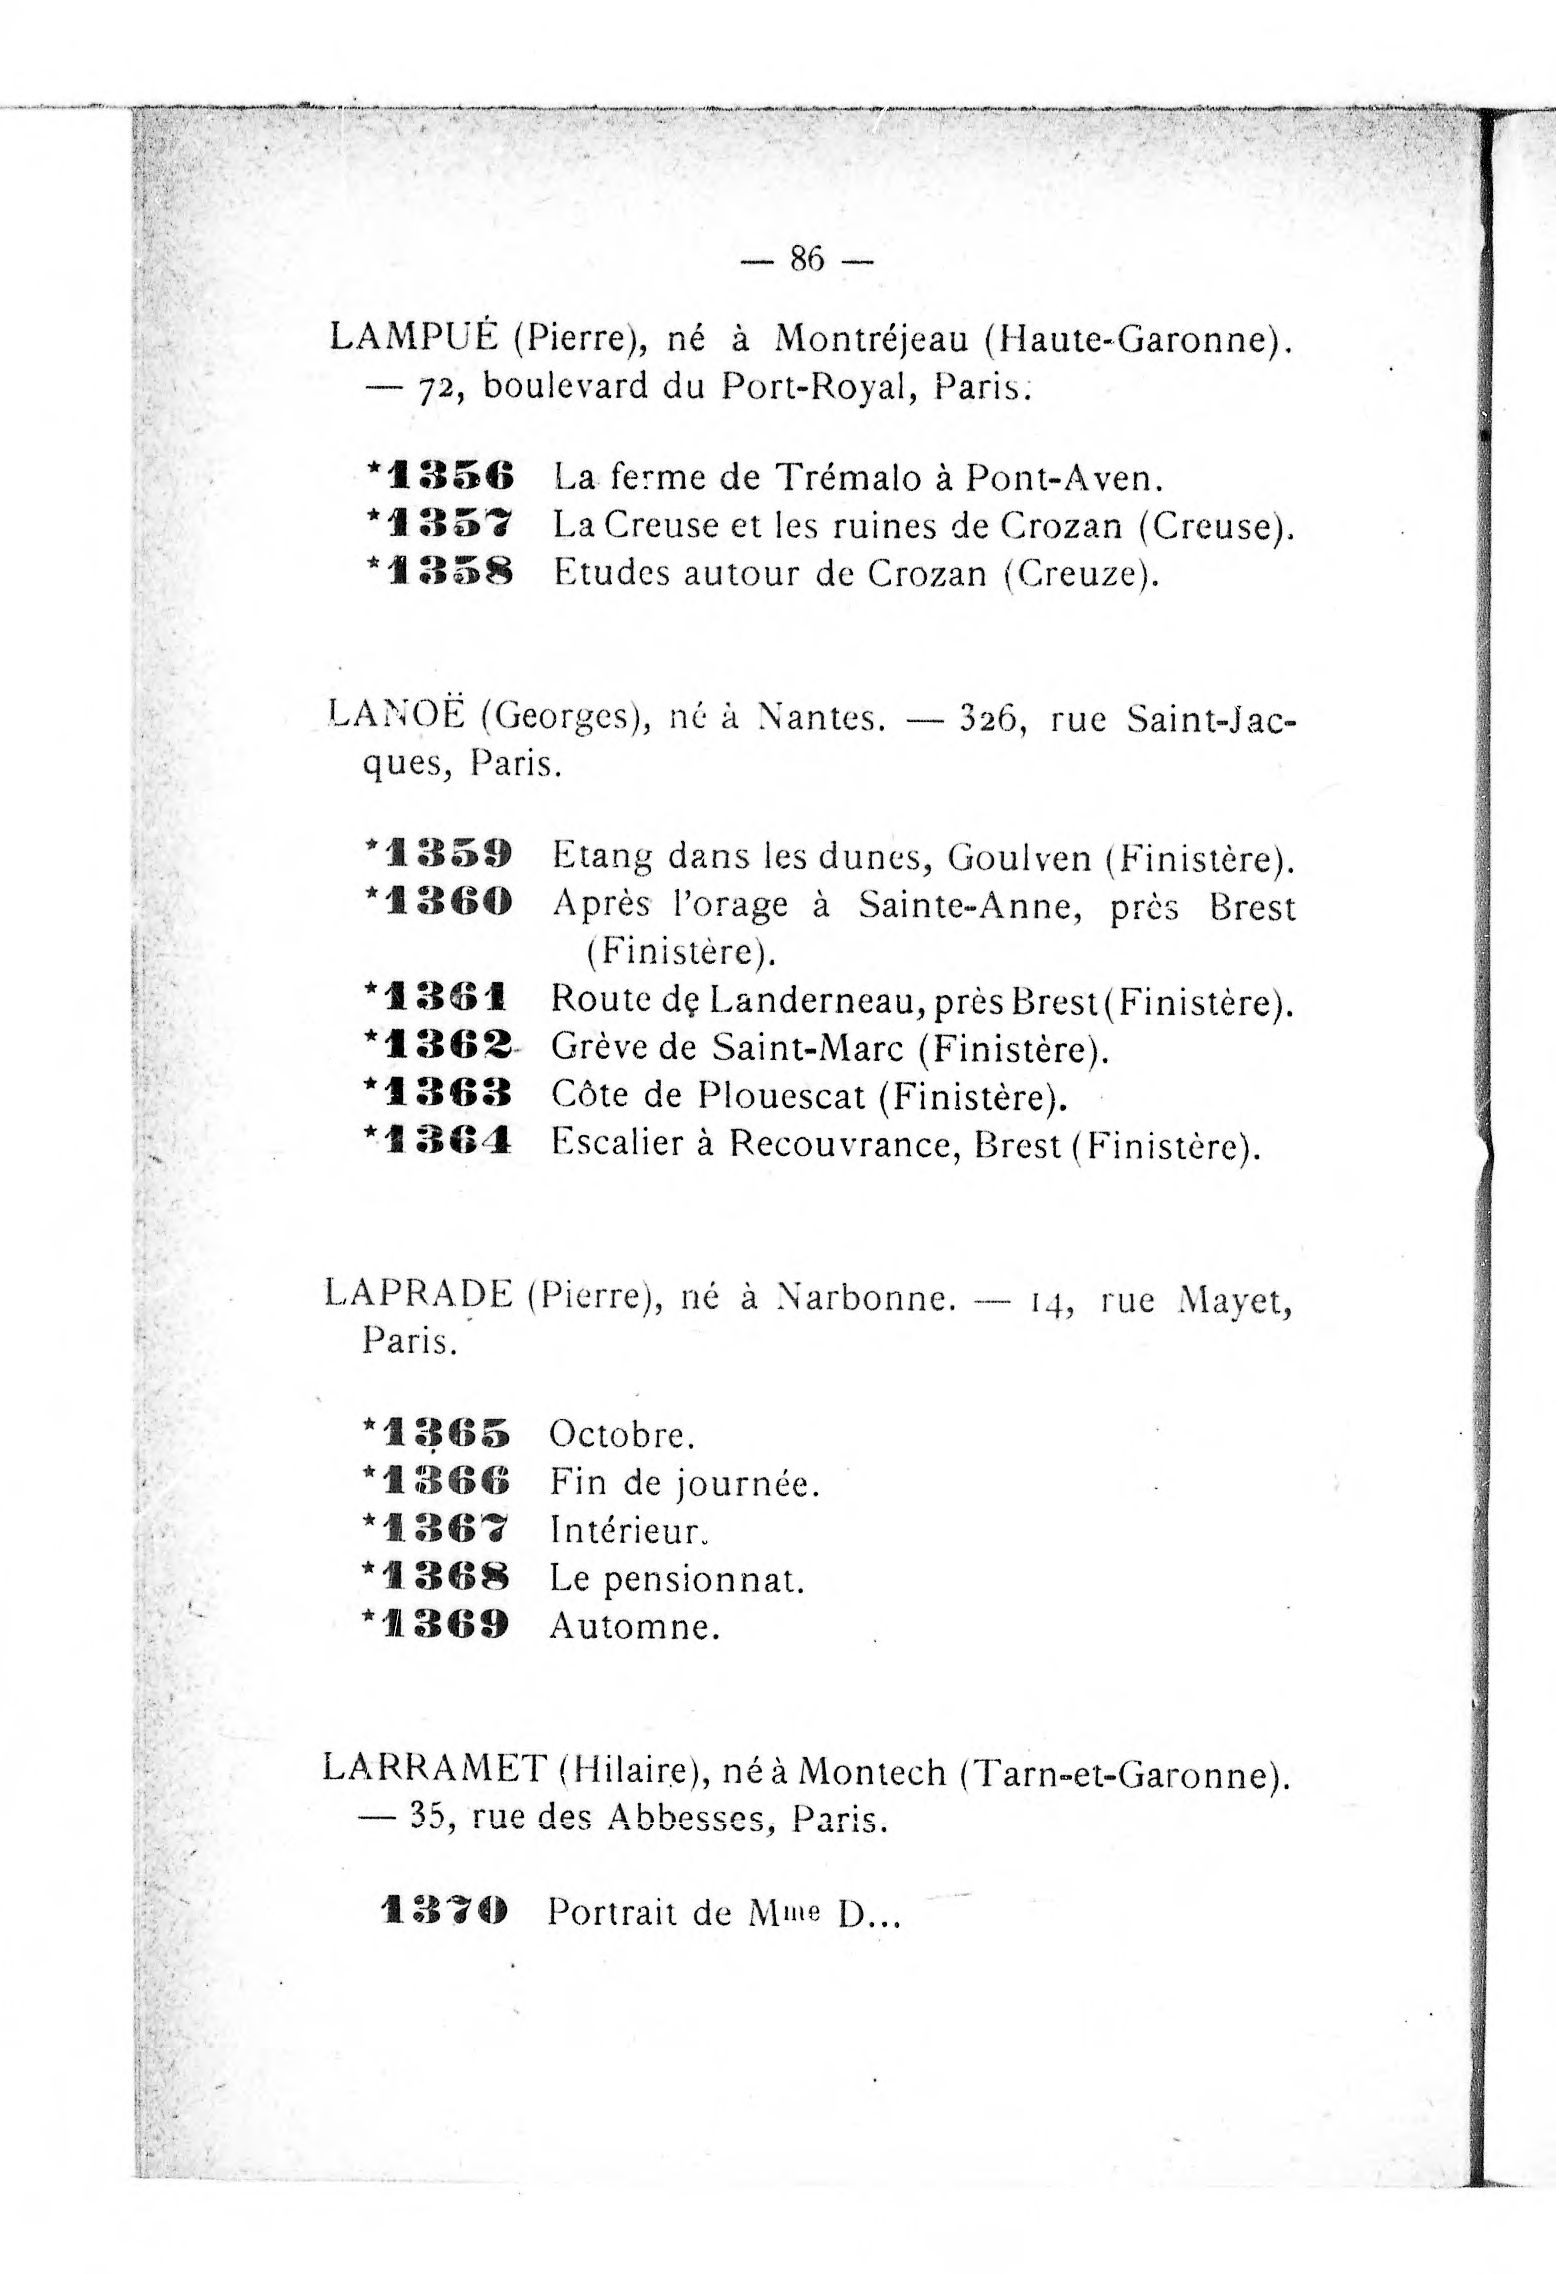 — 86 —
LAMPUÉ (Pierre), né à Montréjeau (Haute-Garonne).
— 72, boulevard du Port-Royal, Paris.
*1356 La ferme de Trémalo à Pont-Aven.
*1357 La Creuse et les ruines de Crozan (Creuse).
*1358 Etudes autour de Crozan (Creuze).
LANOË (Georges), né à Nantes. — 326, rue Saint-Jac-
ques, Paris.
*1359 Etang dans les dunes, Goulven (Finistère).
*1360 Après l'orage à Sainte-Anne, près Brest
(Finistère).
*1361 Route de Landerneau, près Brest (Finistère).
*1362 Grève de Saint-Marc (Finistère).
*1363 Côte de Plouescat (Finistère).
*1364 Escalier à Recouvrance, Brest (Finistère).
LAPRADE (Pierre), né à Narbonne. — 14, rue Mayet,
Paris.
*1365 Octobre.
*1366 Fin de journée.
*1367 Intérieur.
*1368 Le pensionnat.
*1369 Automne.
LARRAMET (Hilaire), né à Montech (Tarn-et-Garonne).
— 35, rue des Abbesses, Paris.
1370 Portrait de Mme D...